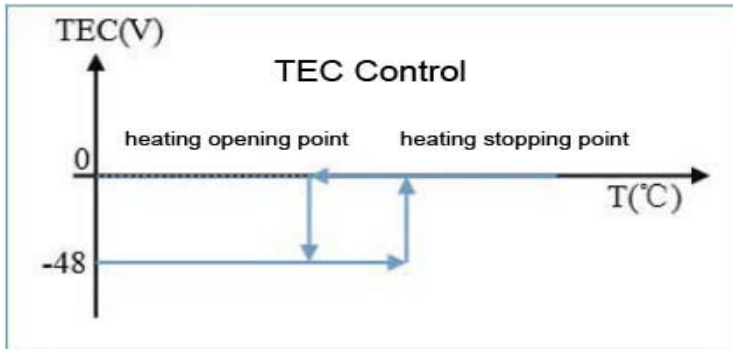 TEC(V)
TEC Control
heating opening point heating stopping point
0
T(℃)
-48